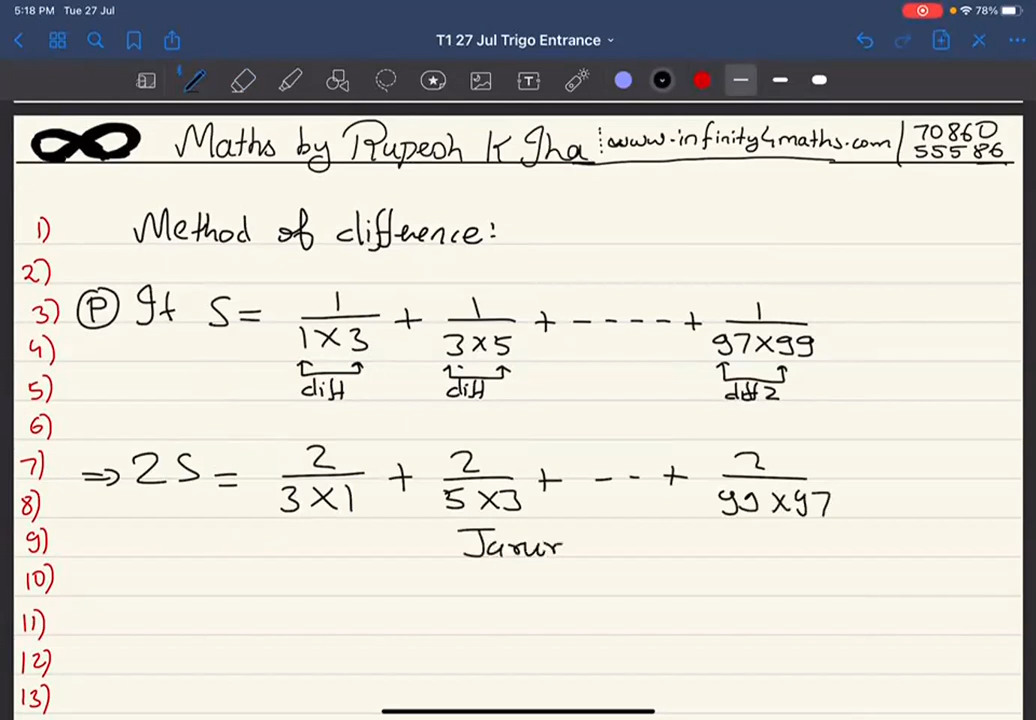 5:18 PM Tue 27 Jul 78%
T1 27 Jul Trigo Entrance
Maths by Rupesh K Jha www.infinity4maths.com 70860 55586
1) Method of difference:
2)
3) P If S = 1/(1×3) + 1/(3×5) + ---- + 1/(97×99)
4)
5) diff diff diff 2
6)
7) ⇒ 2S = 2/(3×1) + 2/(5×3) + --- + 2/(99×97)
8)
9) Jarur
10)
11)
12)
13)